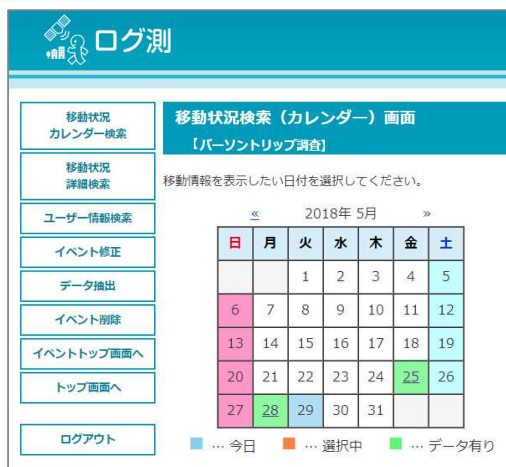 ログ測
移動状況
カレンダー検索
移動状況
詳細検索
ユーザー情報検索
イベント修正
データ抽出
イベント削除
イベントトップ画面へ
トップ画面へ
ログアウト
移動状況検索（カレンダー）画面
【パーソントリップ調査】
移動情報を表示したい日付を選択してください。
« 2018年 5月 »
日 月 火 水 木 金 土
1 2 3 4 5
6 7 8 9 10 11 12
13 14 15 16 17 18 19
20 21 22 23 24 25 26
27 28 29 30 31
… 今日 … 選択中 … データ有り